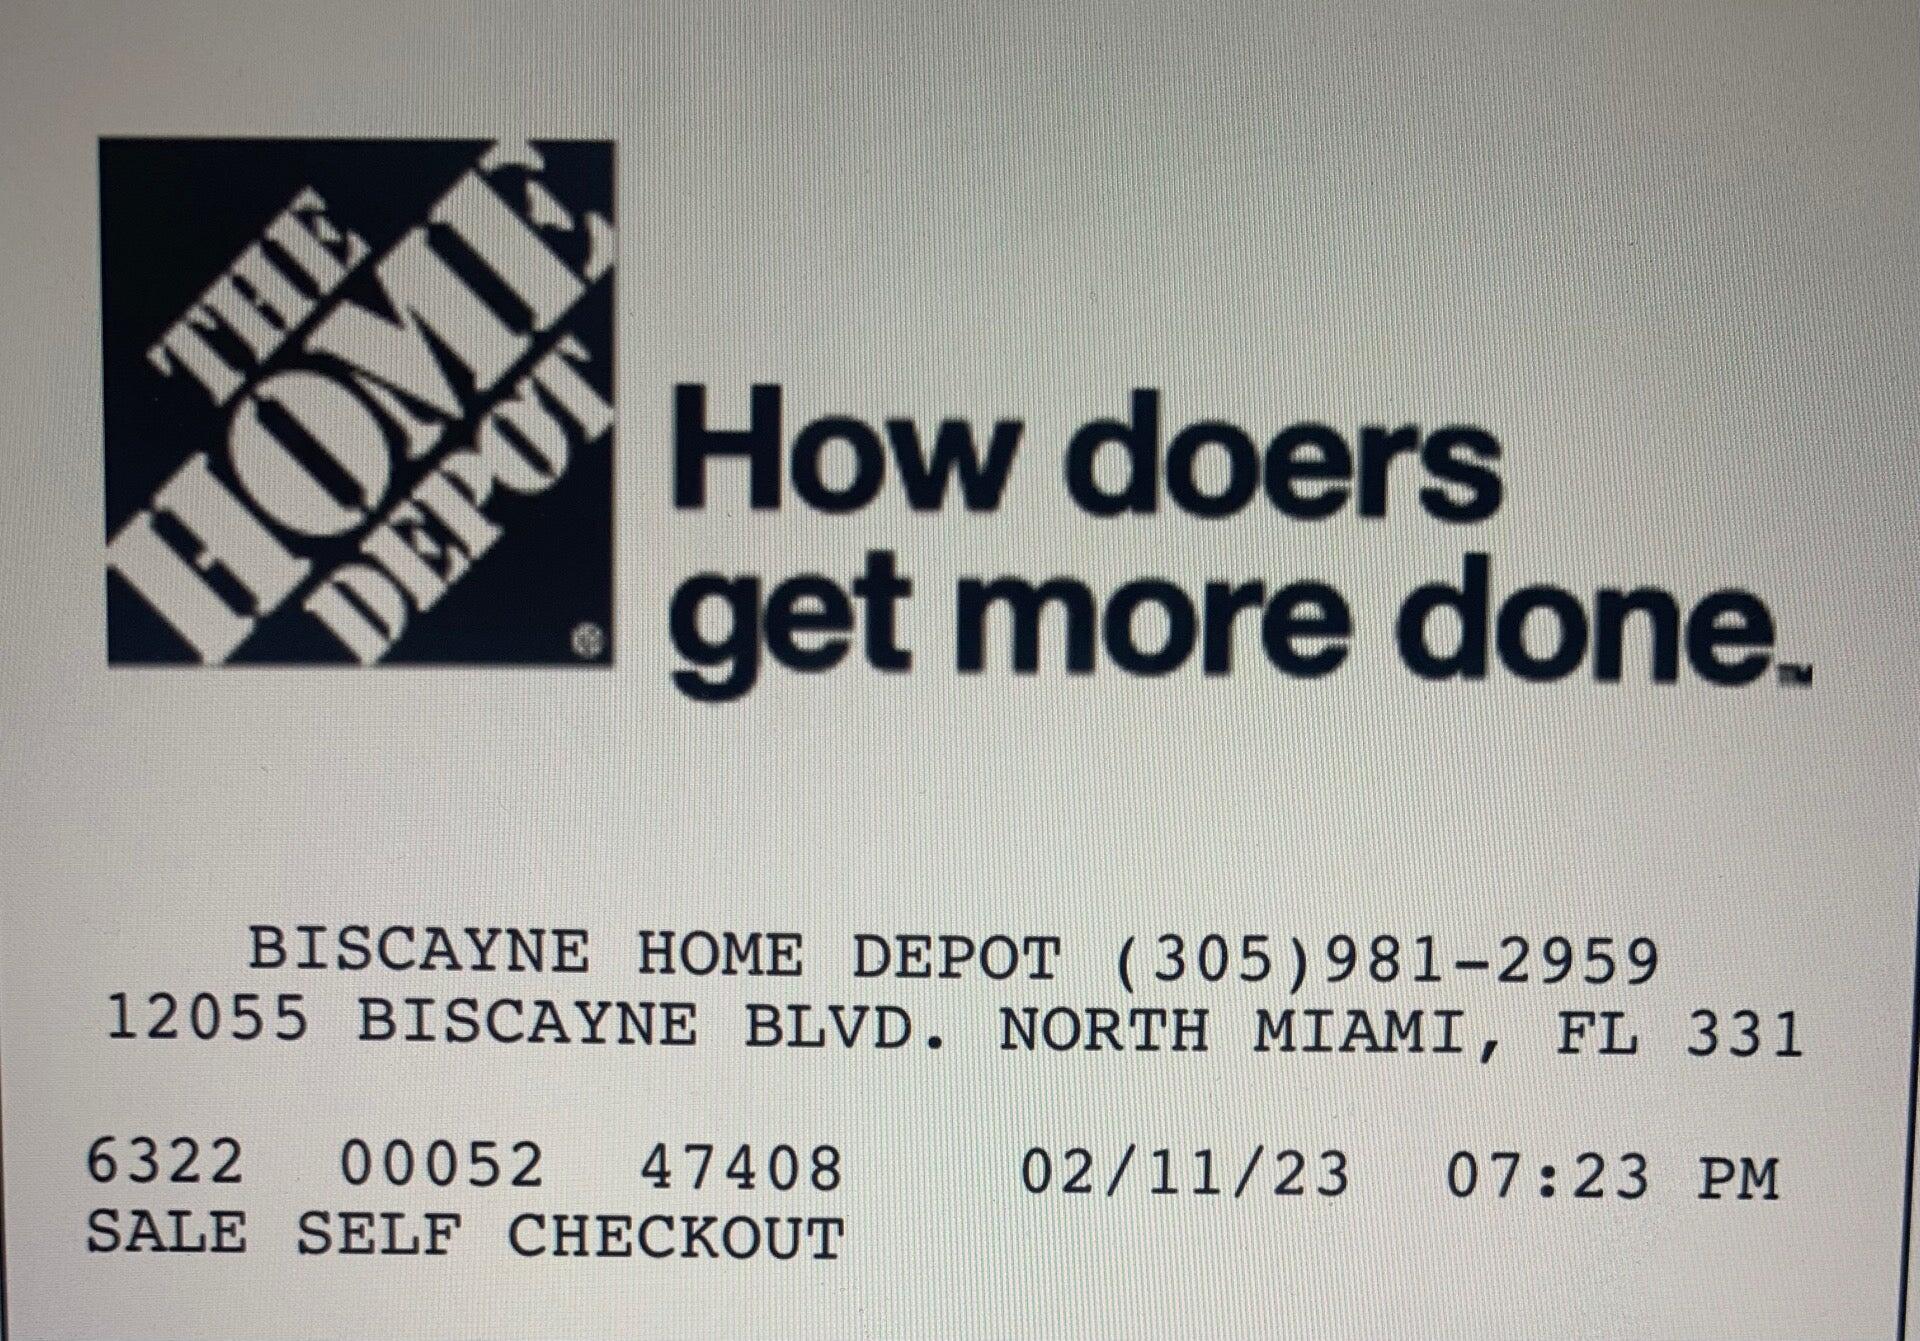 THE
HOME
DEPOT
®
How doers
get more done.™
BISCAYNE HOME DEPOT (305)981-2959
12055 BISCAYNE BLVD. NORTH MIAMI, FL 331
6322 00052 47408 02/11/23 07:23 PM
SALE SELF CHECKOUT